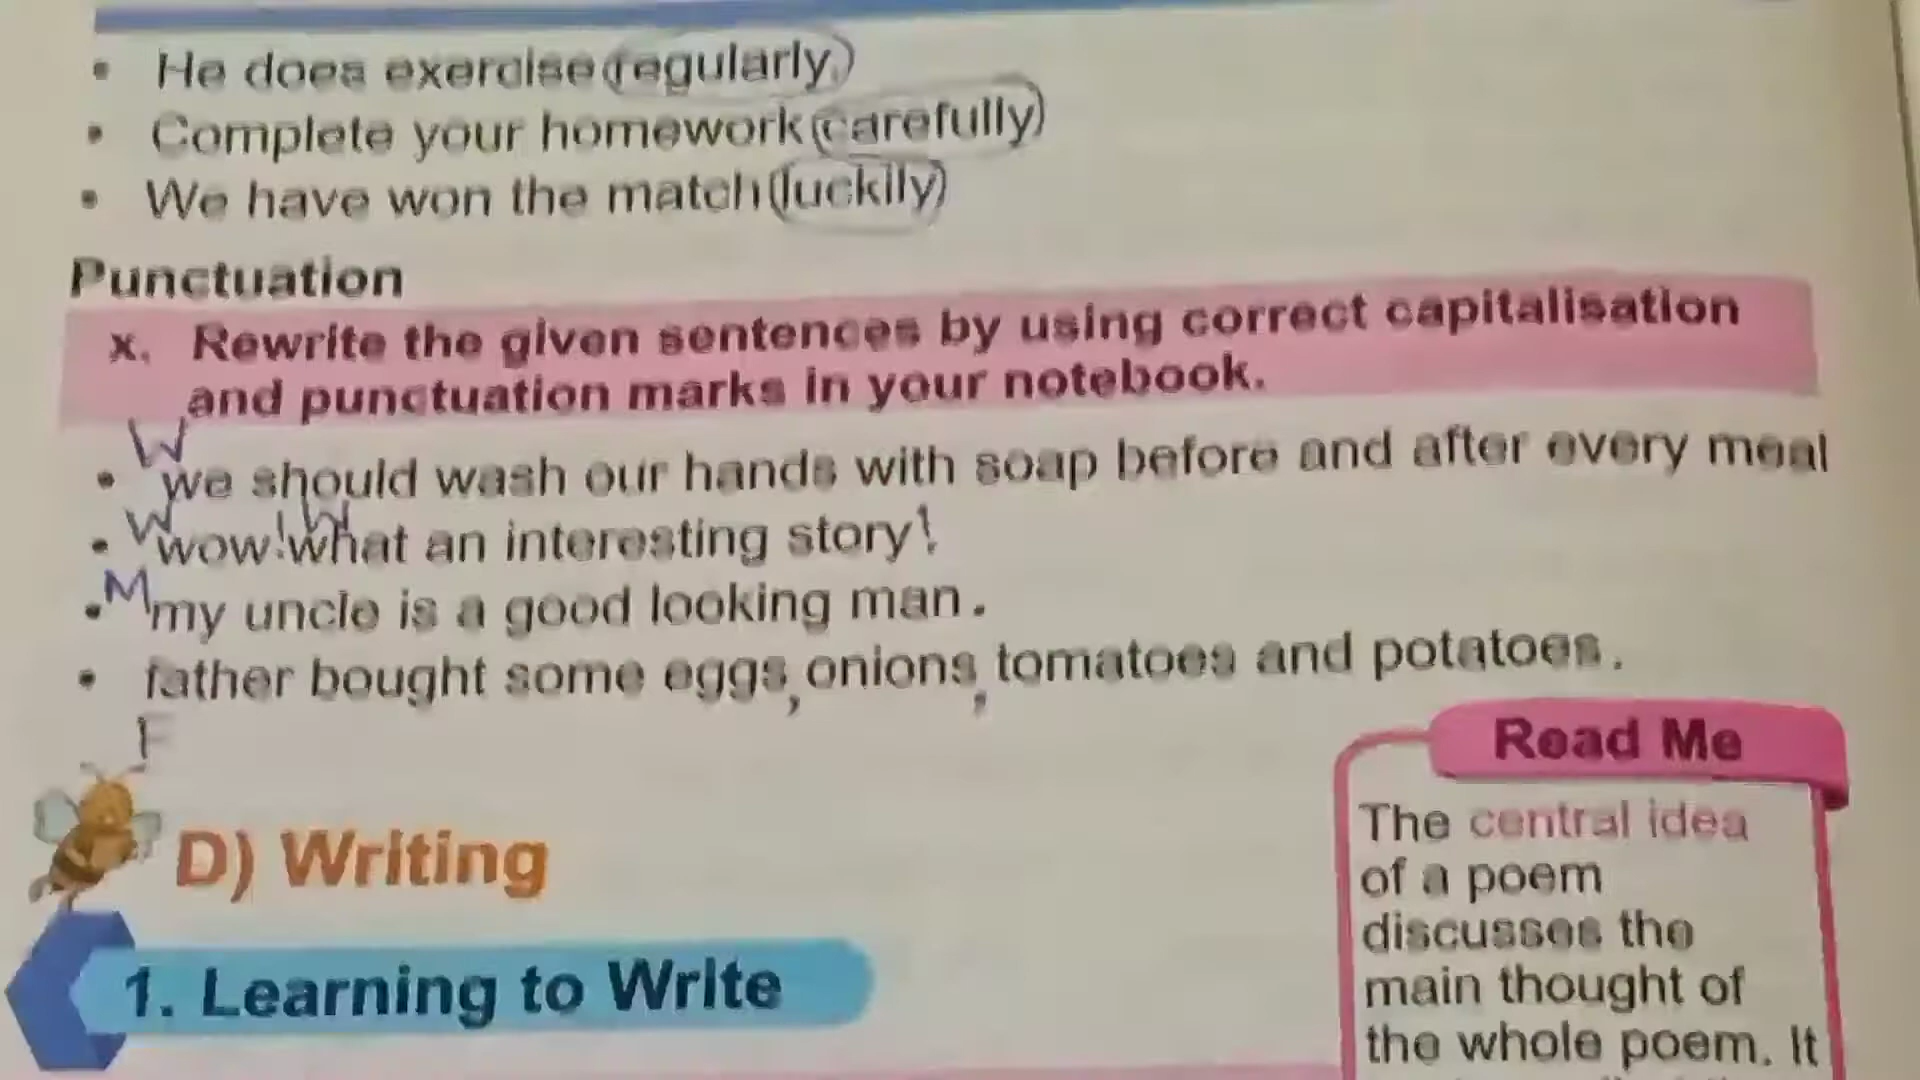 • He does exercise regularly.
• Complete your homework carefully
• We have won the match luckily
Punctuation
x. Rewrite the given sentences by using correct capitalisation
and punctuation marks in your notebook.
W
• we should wash our hands with soap before and after every meal
W ! W
• wow! what an interesting story!
M
• my uncle is a good looking man.
• father bought some eggs, onions, tomatoes and potatoes.
F
D) Writing
1. Learning to Write
Read Me
The central idea
of a poem
discusses the
main thought of
the whole poem. It